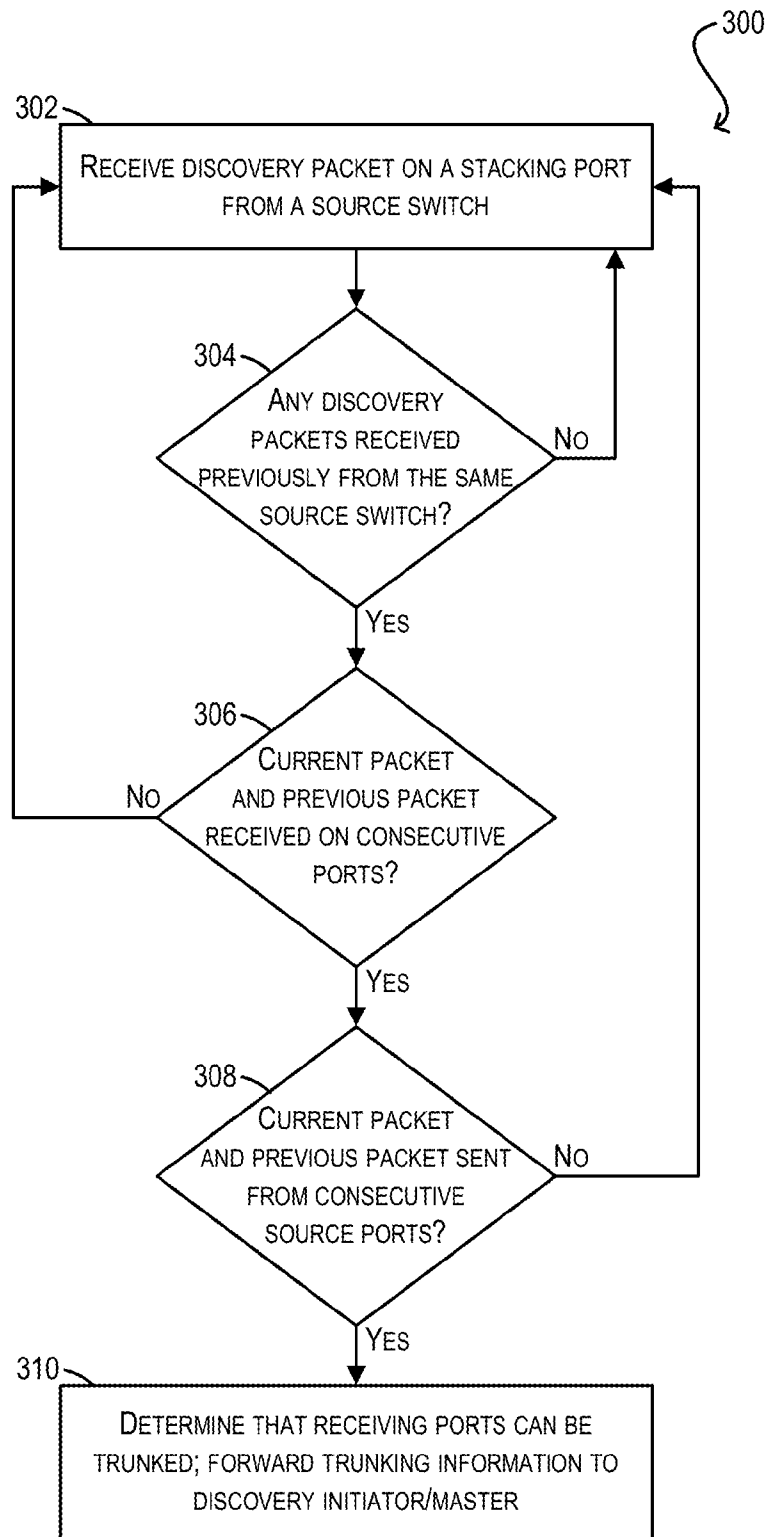 300
302
RECEIVE DISCOVERY PACKET ON A STACKING PORT
FROM A SOURCE SWITCH
304
ANY DISCOVERY
PACKETS RECEIVED
PREVIOUSLY FROM THE SAME
SOURCE SWITCH?
NO
YES
306
CURRENT PACKET
AND PREVIOUS PACKET
RECEIVED ON CONSECUTIVE
PORTS?
NO
YES
308
CURRENT PACKET
AND PREVIOUS PACKET SENT
FROM CONSECUTIVE
SOURCE PORTS?
NO
YES
310
DETERMINE THAT RECEIVING PORTS CAN BE
TRUNKED; FORWARD TRUNKING INFORMATION TO
DISCOVERY INITIATOR/MASTER